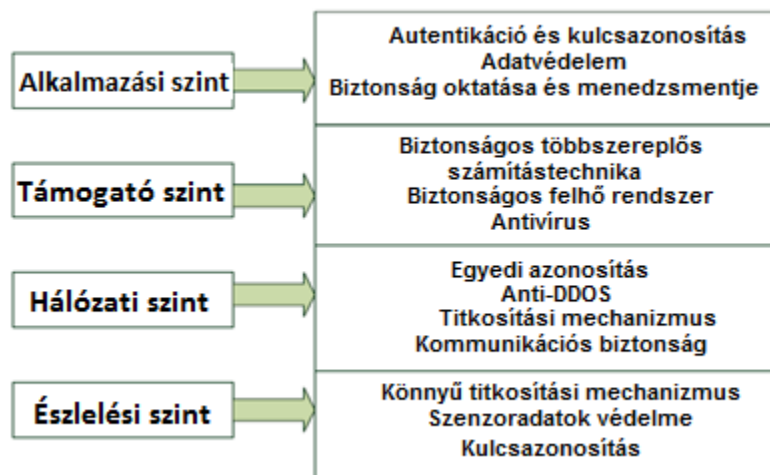 Alkalmazási szint
Autentikáció és kulcsazonosítás
Adatvédelem
Biztonság oktatása és menedzsmentje
Támogató szint
Biztonságos többszereplős
számítástechnika
Biztonságos felhő rendszer
Antivírus
Hálózati szint
Egyedi azonosítás
Anti-DDOS
Titkosítási mechanizmus
Kommunikációs biztonság
Észlelési szint
Könnyű titkosítási mechanizmus
Szenzoradatok védelme
Kulcsazonosítás